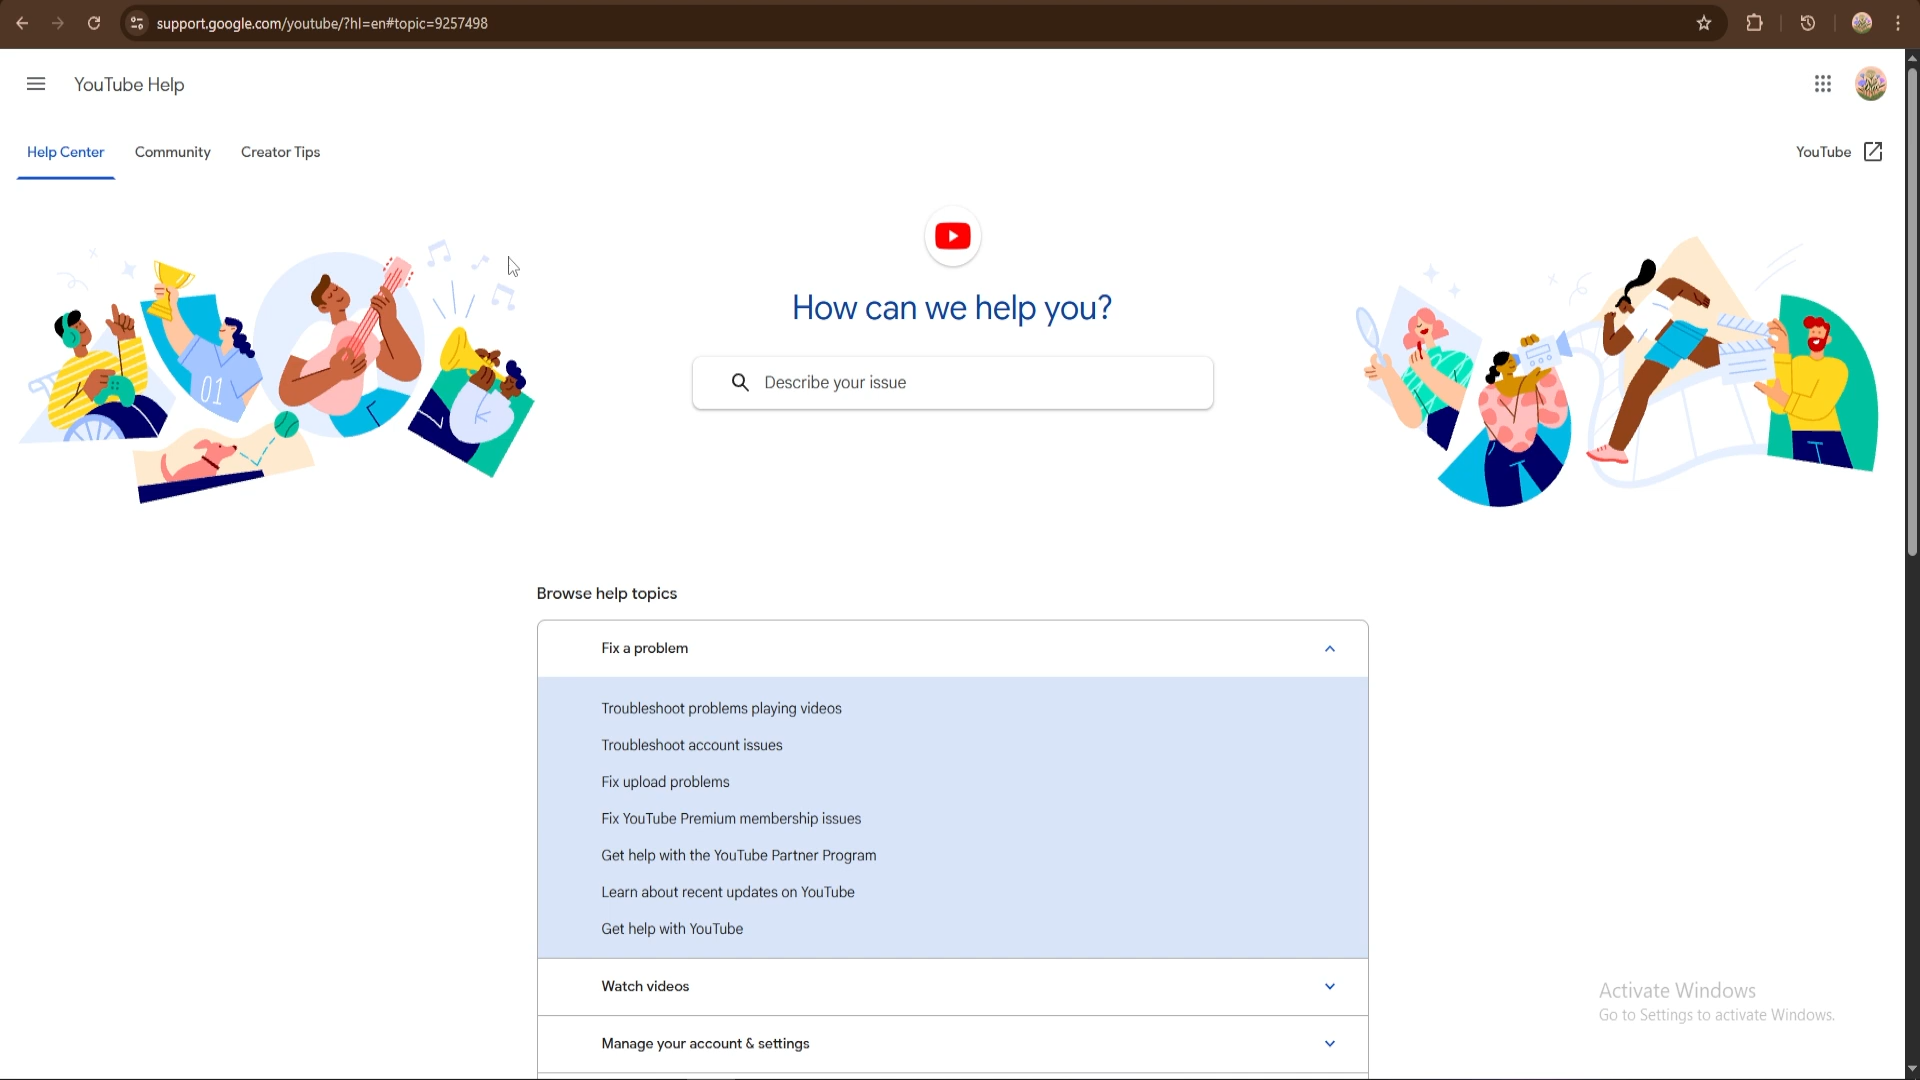 support.google.com/youtube/?hl=en#topic=9257498
YouTube Help
Help Center
Community
Creator Tips
YouTube
01
How can we help you?
Describe your issue
Browse help topics
Fix a problem
Troubleshoot problems playing videos
Troubleshoot account issues
Fix upload problems
Fix YouTube Premium membership issues
Get help with the YouTube Partner Program
Learn about recent updates on YouTube
Get help with YouTube
Watch videos
Manage your account & settings
Activate Windows
Go to Settings to activate Windows.